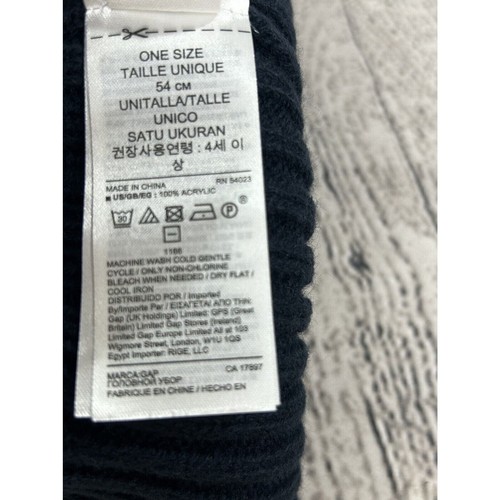 ONE SIZE
TAILLE UNIQUE
54 CM
UNITALLA/TALLE
UNICO
SATU UKURAN
권장사용연령 : 4세 이
상
MADE IN CHINA RN 54023
US/GB/EG : 100% ACRYLIC
30 P
1166
MACHINE WASH COLD GENTLE
CYCLE / ONLY NON-CHLORINE
BLEACH WHEN NEEDED / DRY FLAT /
COOL IRON
DISTRIBUIDO POR / Imported
By/Importe Par / ΕΙΣΑΓΕΤΑΙ ΑΠΟ ΤΗΝ:
Gap (UK Holdings) Limited: GPS (Great
Britain) Limited Gap Stores (Ireland)
Limited Gap Europe Limited All at 103
Wigmore Street, London, W1U 1QS
Egypt Importer: RIGE, LLC
MARCA:GAP CA 17897
ГОЛОВНОЙ УБОР
FABRIQUE EN CHINE / HECHO EN